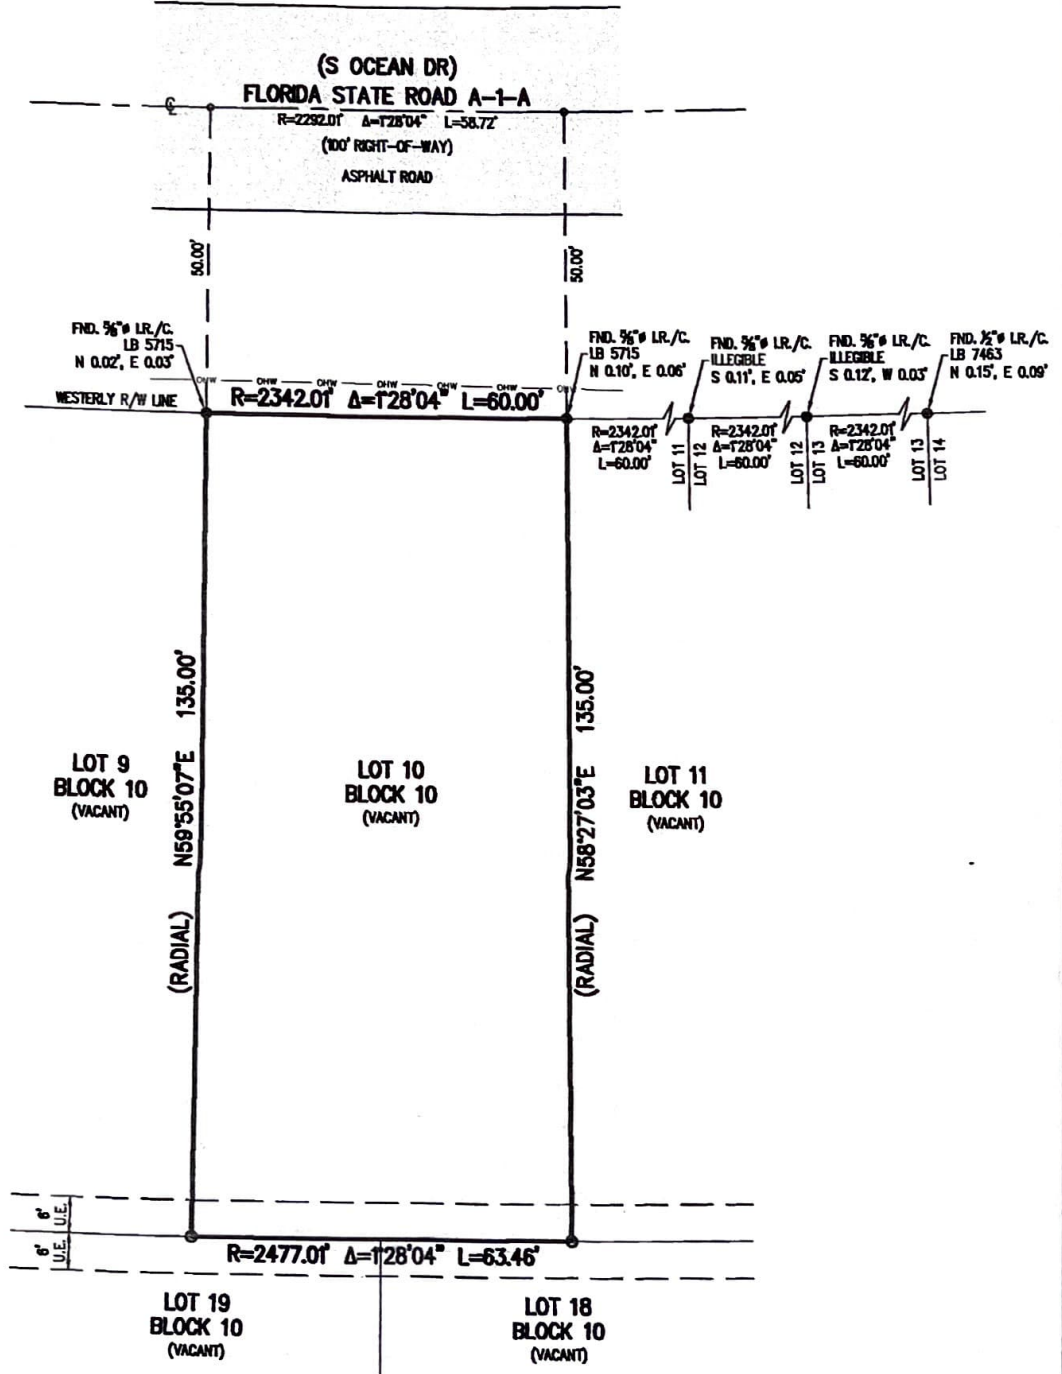 (S OCEAN DR)
FLORIDA STATE ROAD A-1-A
℄
R=2292.01' Δ=1°28'04" L=58.72'
(100' RIGHT-OF-WAY)
ASPHALT ROAD
50.00'
50.00'
FND. ⅝"ø I.R./C.
LB 5715
N 0.02', E 0.03'
FND. ⅝"ø I.R./C.
LB 5715
N 0.10', E 0.06'
FND. ⅝"ø I.R./C.
ILLEGIBLE
S 0.11', E 0.05'
FND. ⅝"ø I.R./C.
ILLEGIBLE
S 0.12', W 0.03'
FND. ½"ø I.R./C.
LB 7463
N 0.15', E 0.09'
OHW OHW OHW OHW OHW OHW
WESTERLY R/W LINE
R=2342.01' Δ=1°28'04" L=60.00'
R=2342.01'
Δ=1°28'04"
L=60.00'
LOT 11
LOT 12
R=2342.01'
Δ=1°28'04"
L=60.00'
LOT 12
LOT 13
R=2342.01'
Δ=1°28'04"
L=60.00'
LOT 13
LOT 14
N59°55'07"E 135.00'
(RADIAL)
N58°27'03"E 135.00'
(RADIAL)
LOT 9
BLOCK 10
(VACANT)
LOT 10
BLOCK 10
(VACANT)
LOT 11
BLOCK 10
(VACANT)
6'
U.E.
6'
U.E.
R=2477.01' Δ=1°28'04" L=63.46'
LOT 19
BLOCK 10
(VACANT)
LOT 18
BLOCK 10
(VACANT)